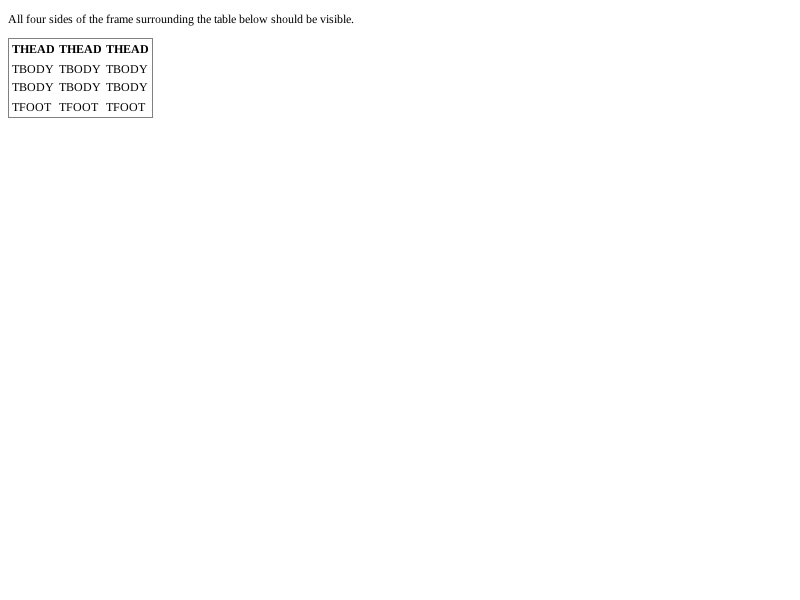 All four sides of the frame surrounding the table below should be visible.
THEAD THEAD THEAD
TBODY TBODY TBODY
TBODY TBODY TBODY
TFOOT TFOOT TFOOT